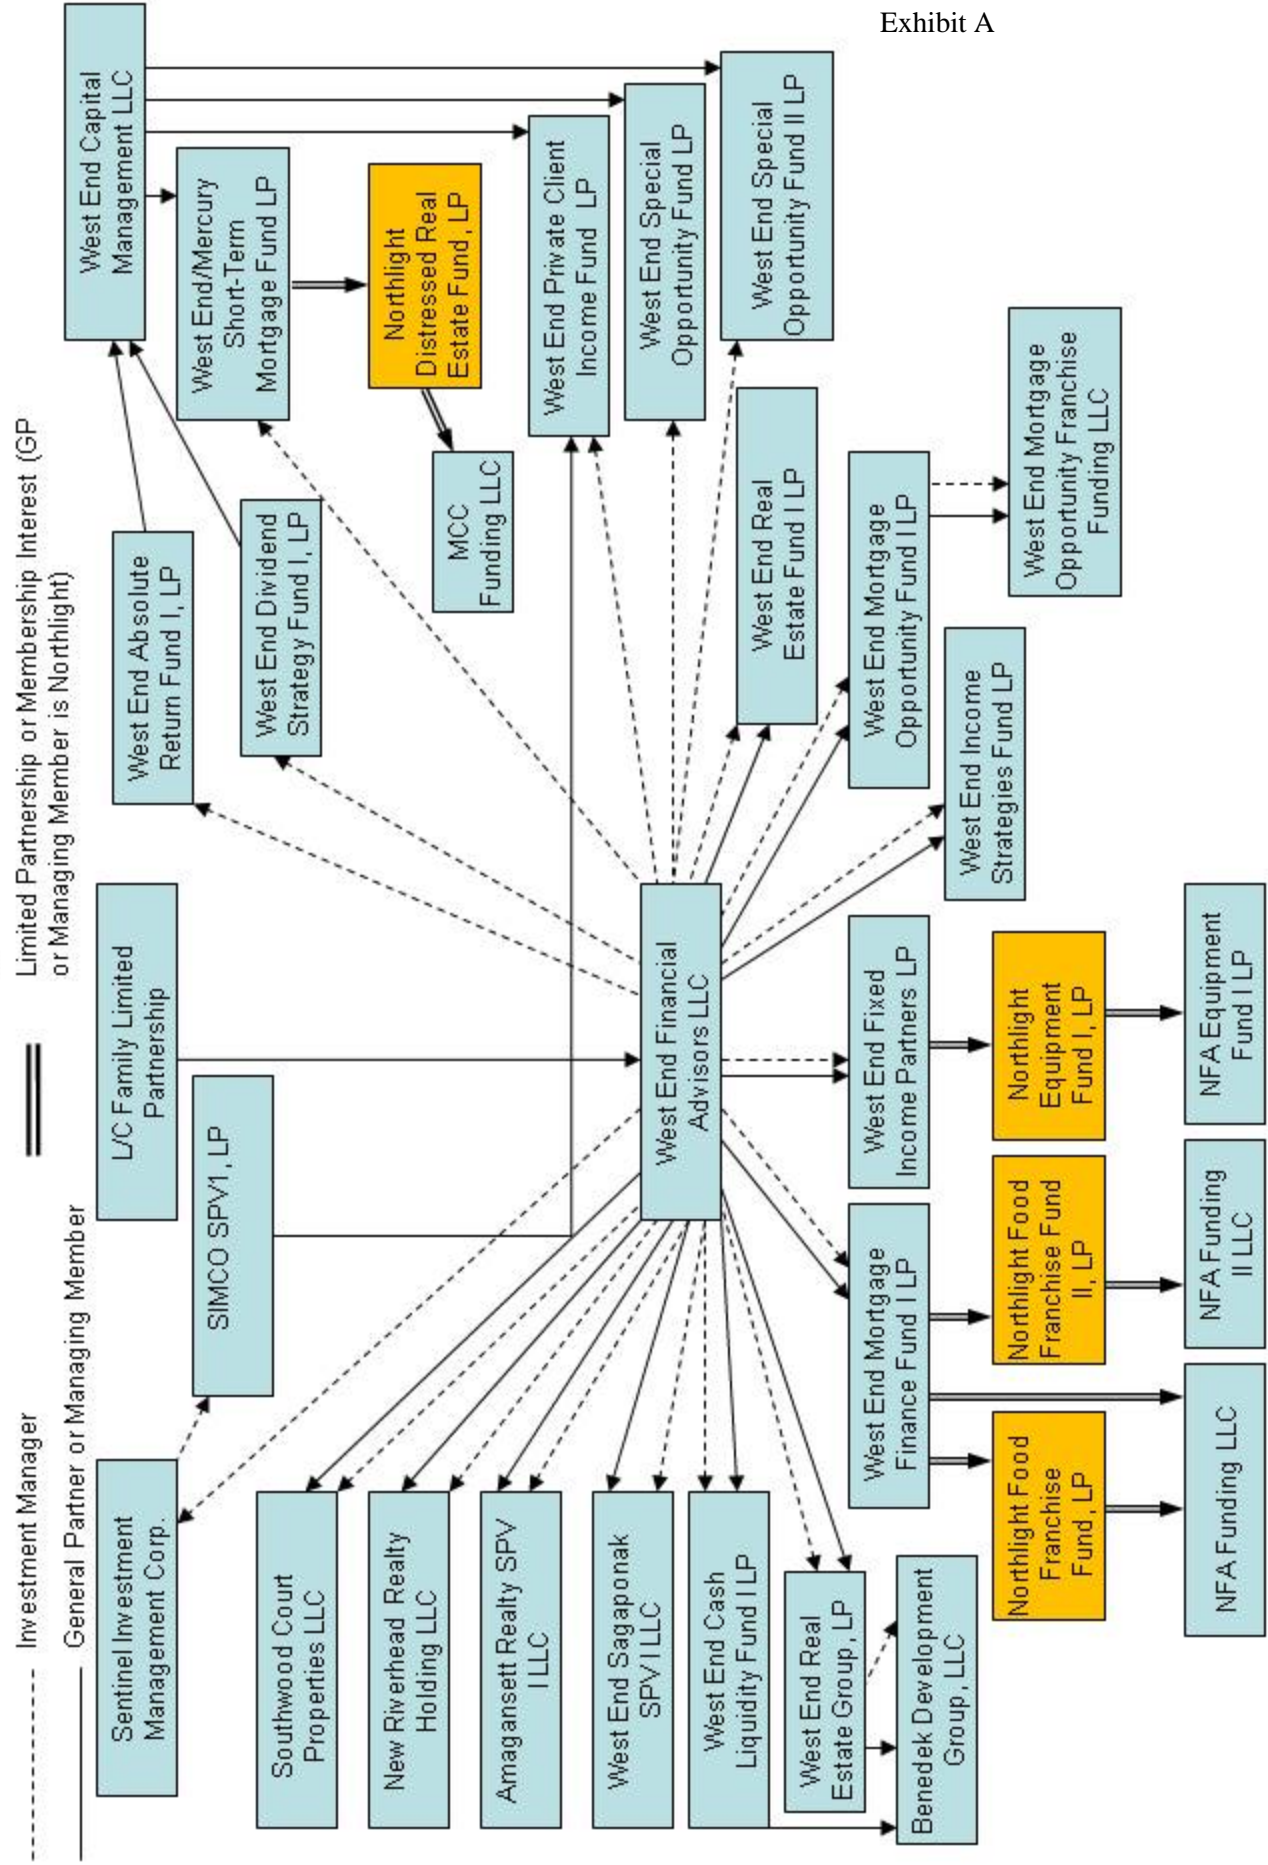 Exhibit A
Investment Manager
General Partner or Managing Member
Limited Partnership or Membership Interest (GP
or Managing Member is Northlight)
Sentinel Investment
Management Corp.
SIMCO SPV1, LP
L/C Family Limited
Partnership
West End Absolute
Return Fund I, LP
West End Dividend
Strategy Fund I, LP
West End Capital
Management LLC
West End/Mercury
Short-Term
Mortgage Fund LP
Northlight
Distressed Real
Estate Fund, LP
MCC
Funding LLC
West End Private Client
Income Fund LP
West End Special
Opportunity Fund LP
West End Special
Opportunity Fund II LP
Southwood Court
Properties LLC
New Riverhead Realty
Holding LLC
Amagansett Realty SPV
I LLC
West End Sagaponak
SPV I LLC
West End Cash
Liquidity Fund I LP
West End Real
Estate Group, LP
Benedek Development
Group, LLC
West End Financial
Advisors LLC
West End Real
Estate Fund I LP
West End Mortgage
Opportunity Fund I LP
West End Mortgage
Opportunity Franchise
Funding LLC
West End Income
Strategies Fund LP
West End Mortgage
Finance Fund I LP
West End Fixed
Income Partners LP
Northlight Food
Franchise
Fund, LP
Northlight Food
Franchise Fund
II, LP
Northlight
Equipment
Fund I, LP
NFA Funding LLC
NFA Funding
II LLC
NFA Equipment
Fund I LP